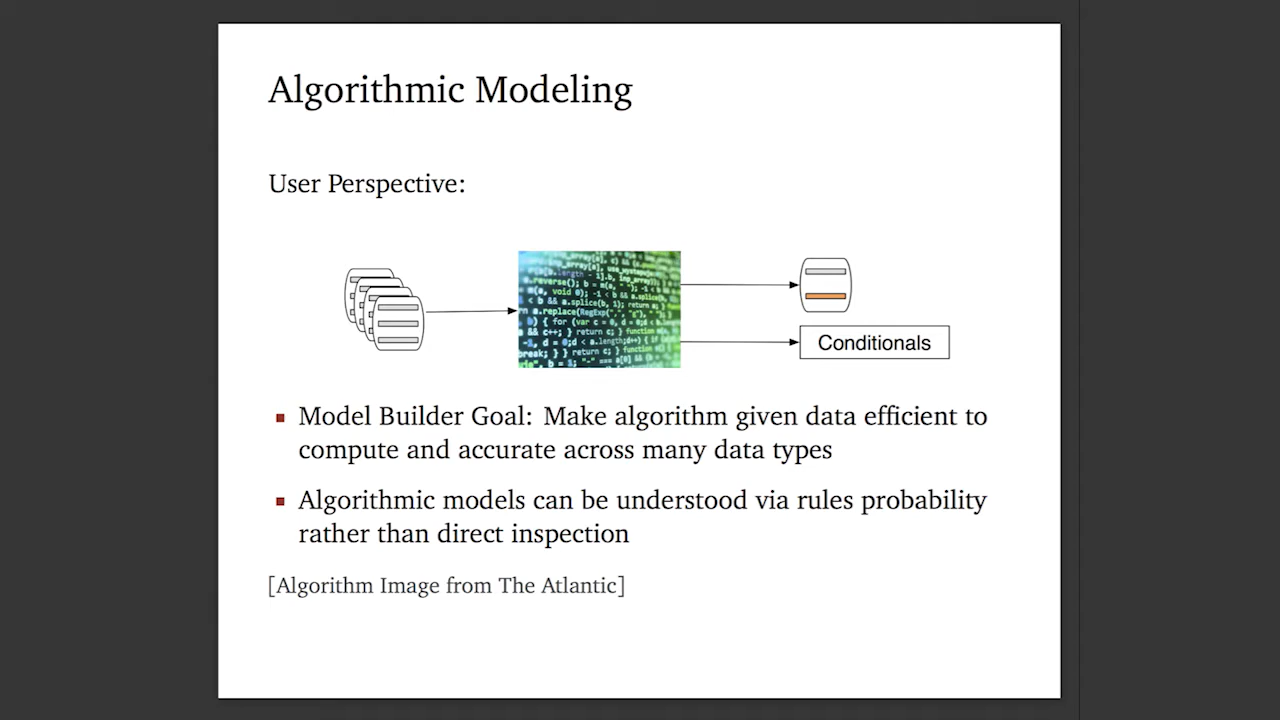 Algorithmic Modeling
User Perspective:
Conditionals
Model Builder Goal: Make algorithm given data efficient to
compute and accurate across many data types
Algorithmic models can be understood via rules probability
rather than direct inspection
[Algorithm Image from The Atlantic]